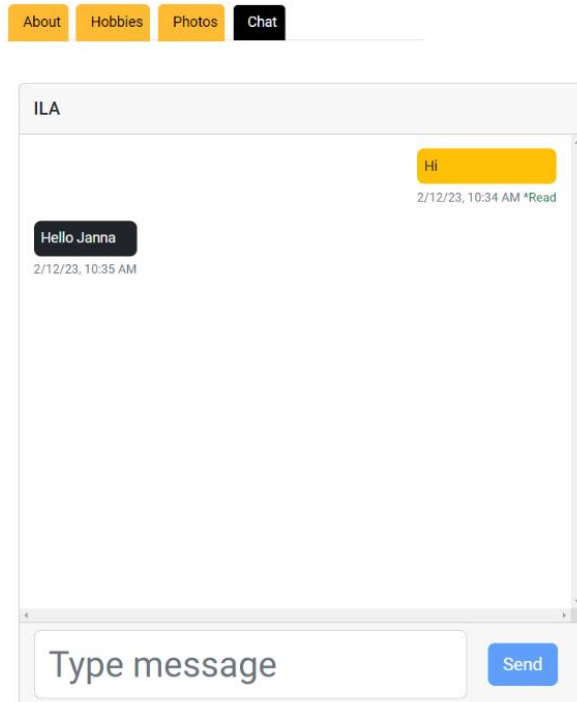 About Hobbies Photos Chat
ILA
Hi
2/12/23, 10:34 AM *Read
Hello Janna
2/12/23, 10:35 AM
Type message Send